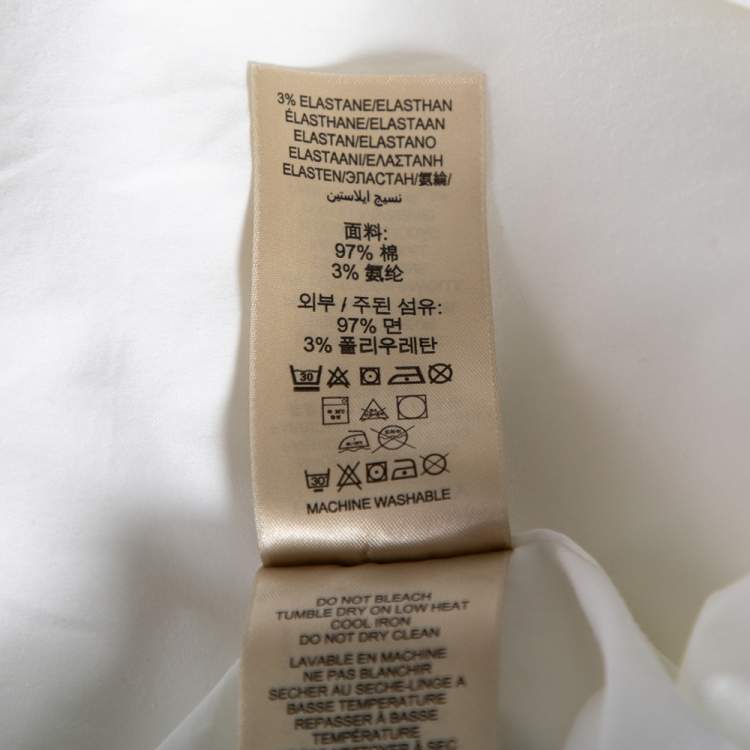 3% ELASTANE/ELASTHAN
ÉLASTHANE/ELASTAAN
ELASTAN/ELASTANO
ELASTAANI/ΕΛΑΣΤΑΝΗ
ELASTEN/ЭЛАСТАН/氨綸/
نسيج ايلاستين
面料:
97% 棉
3% 氨纶
외부 / 주된 섬유:
97% 면
3% 폴리우레탄
30
30
MACHINE WASHABLE
DO NOT BLEACH
TUMBLE DRY ON LOW HEAT
COOL IRON
DO NOT DRY CLEAN
LAVABLE EN MACHINE
NE PAS BLANCHIR
SECHER AU SECHE-LINGE A
BASSE TEMPERATURE
REPASSER À BASSE
TEMPÉRATURE